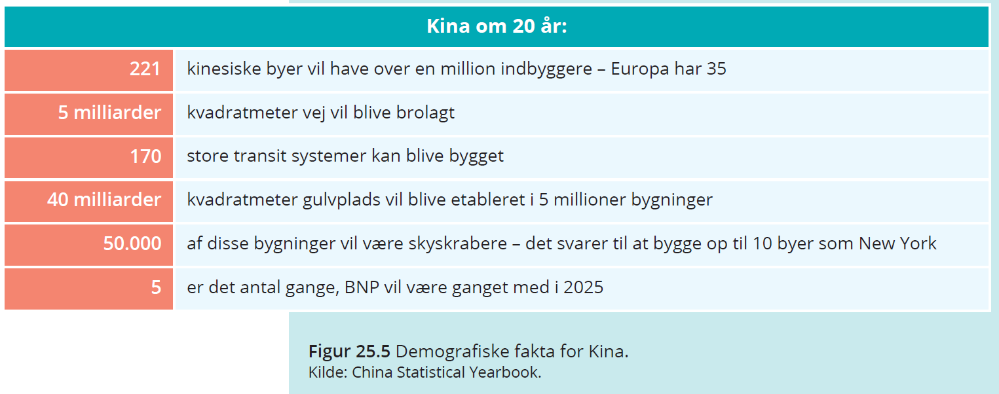 Kina om 20 år:
221 kinesiske byer vil have over en million indbyggere – Europa har 35
5 milliarder kvadratmeter vej vil blive brolagt
170 store transit systemer kan blive bygget
40 milliarder kvadratmeter gulvplads vil blive etableret i 5 millioner bygninger
50.000 af disse bygninger vil være skyskrabere – det svarer til at bygge op til 10 byer som New York
5 er det antal gange, BNP vil være ganget med i 2025
Figur 25.5 Demografiske fakta for Kina.
Kilde: China Statistical Yearbook.